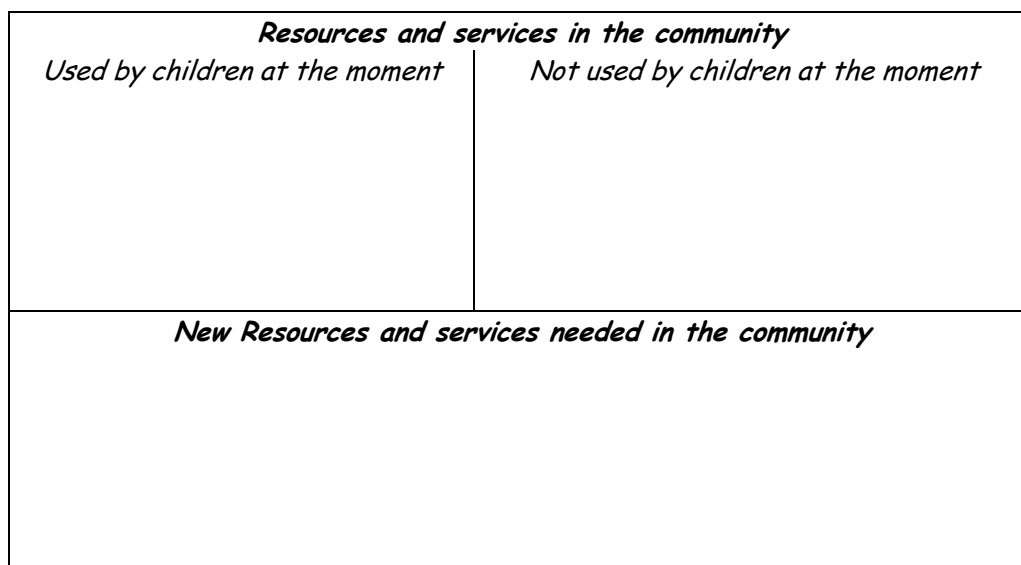 Resources and services in the community
Used by children at the moment
Not used by children at the moment
New Resources and services needed in the community